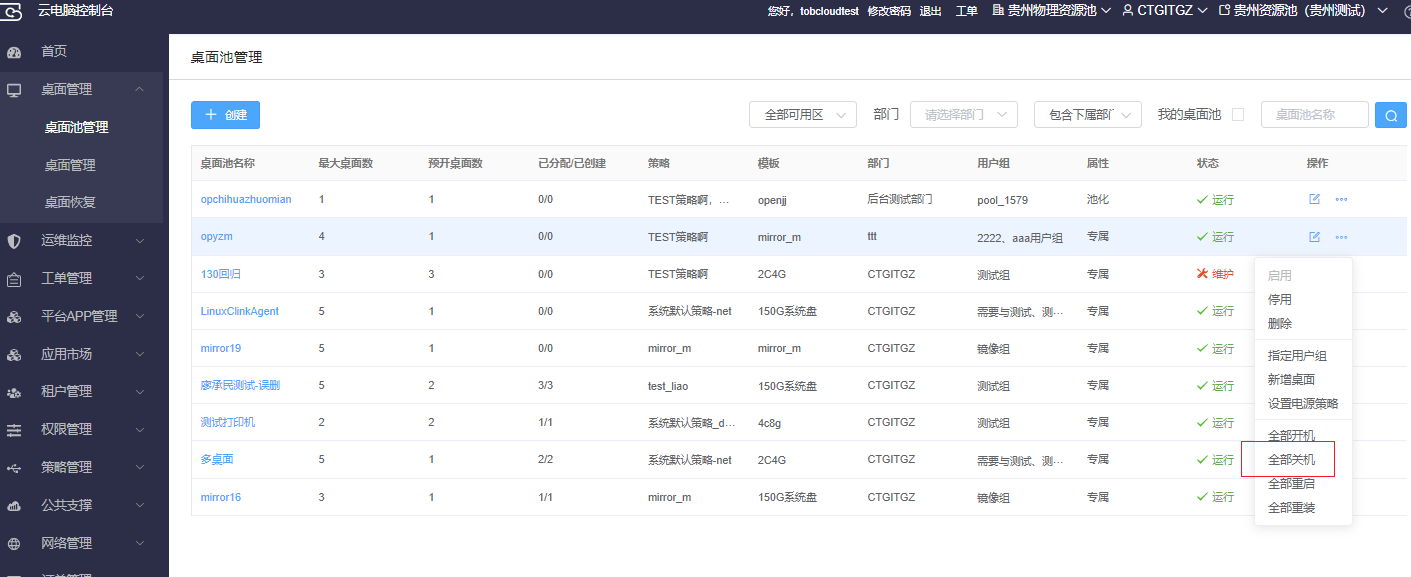 云电脑控制台
您好，tobcloudtest 修改密码 退出 工单 贵州物理资源池 CTGITGZ 贵州资源池（贵州测试）
首页
桌面管理
桌面池管理
桌面管理
桌面恢复
运维监控
工单管理
平台APP管理
应用市场
租户管理
权限管理
策略管理
公共支撑
网络管理
订单管理
桌面池管理
创建
全部可用区 部门 请选择部门 包含下属部门 我的桌面池 桌面池名称
桌面池名称 最大桌面数 预开桌面数 已分配/已创建 策略 模板 部门 用户组 属性 状态 操作
opchihuazhuomian 1 1 0/0 TEST策略啊，... openjj 后台测试部门 pool_1579 池化 运行
opyzm 4 1 0/0 TEST策略啊 mirror_m ttt 2222、aaa用户组 专属 运行
130回归 3 3 0/0 TEST策略啊 2C4G CTGITGZ 测试组 专属 维护
LinuxClinkAgent 5 1 0/0 系统默认策略-net 150G系统盘 CTGITGZ 需要与测试、测... 专属 运行
mirror19 5 1 0/0 mirror_m mirror_m CTGITGZ 镜像组 专属 运行
廖承民测试-误删 5 2 3/3 test_liao 150G系统盘 CTGITGZ 测试组 专属 运行
测试打印机 2 2 1/1 系统默认策略_d... 4c8g CTGITGZ 测试组 专属 运行
多桌面 5 1 2/2 系统默认策略-net 2C4G CTGITGZ 需要与测试、测... 专属 运行
mirror16 3 1 1/1 mirror_m 150G系统盘 CTGITGZ 镜像组 专属 运行
启用
停用
删除
指定用户组
新增桌面
设置电源策略
全部开机
全部关机
全部重启
全部重装